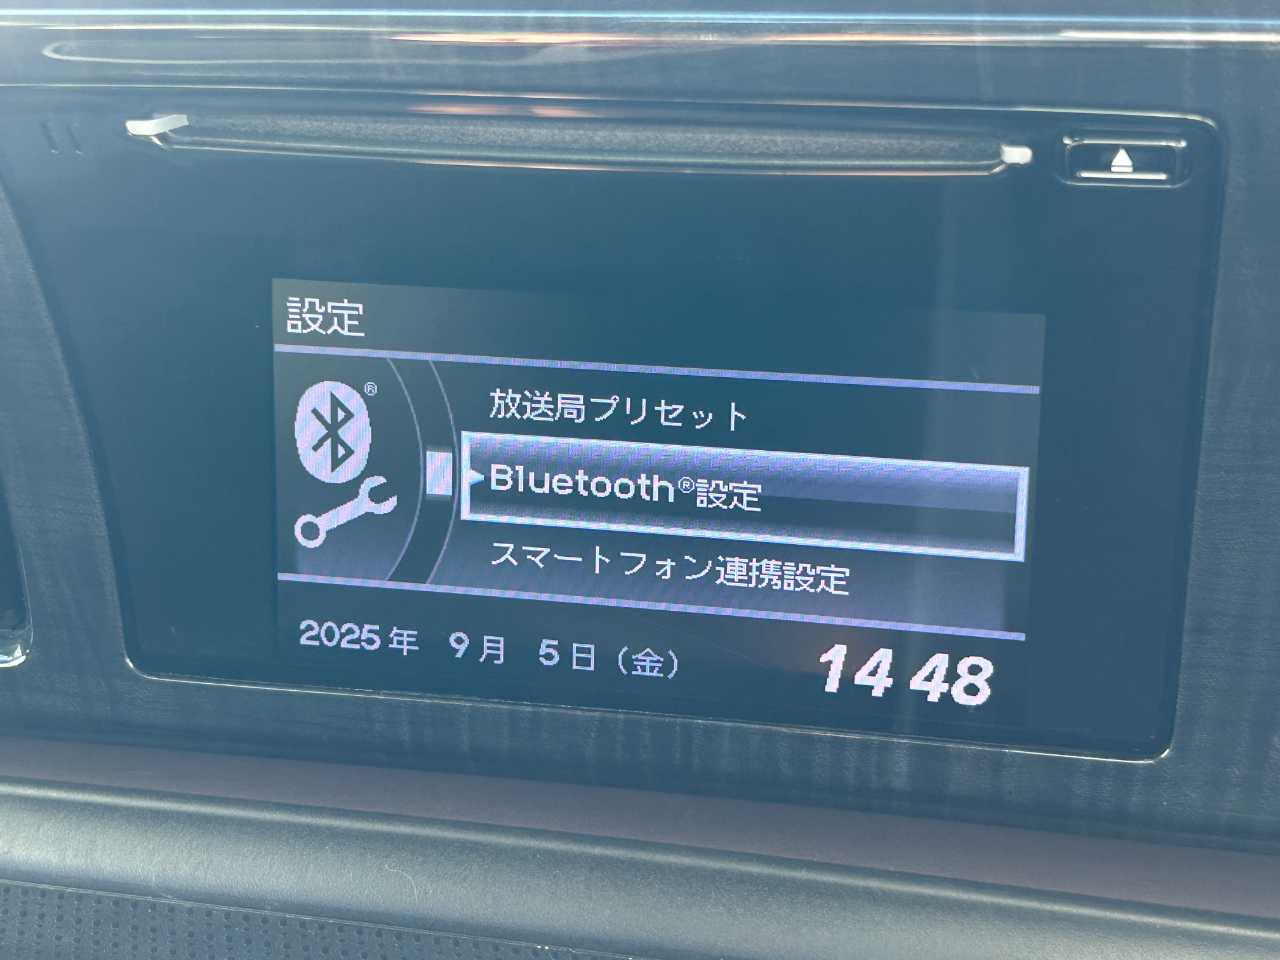 設定
放送局プリセット
Bluetooth®設定
スマートフォン連携設定
2025年 9月 5日(金) 14 48